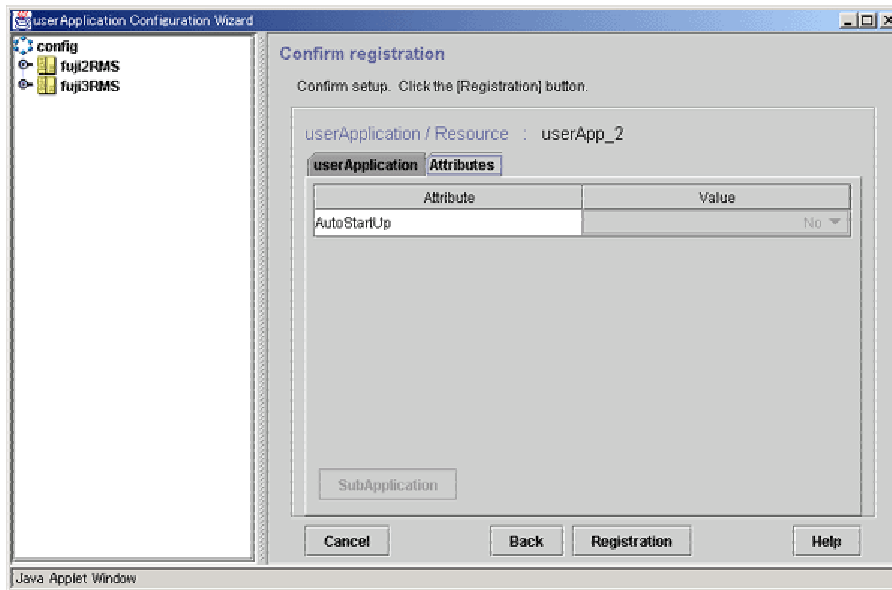 userApplication Configuration Wizard
config
fuji2RMS
fuji3RMS
Confirm registration
Confirm setup. Click the [Registration] button.
userApplication / Resource : userApp_2
userApplication Attributes
Attribute Value
AutoStartUp No
SubApplication
Cancel Back Registration Help
Java Applet Window